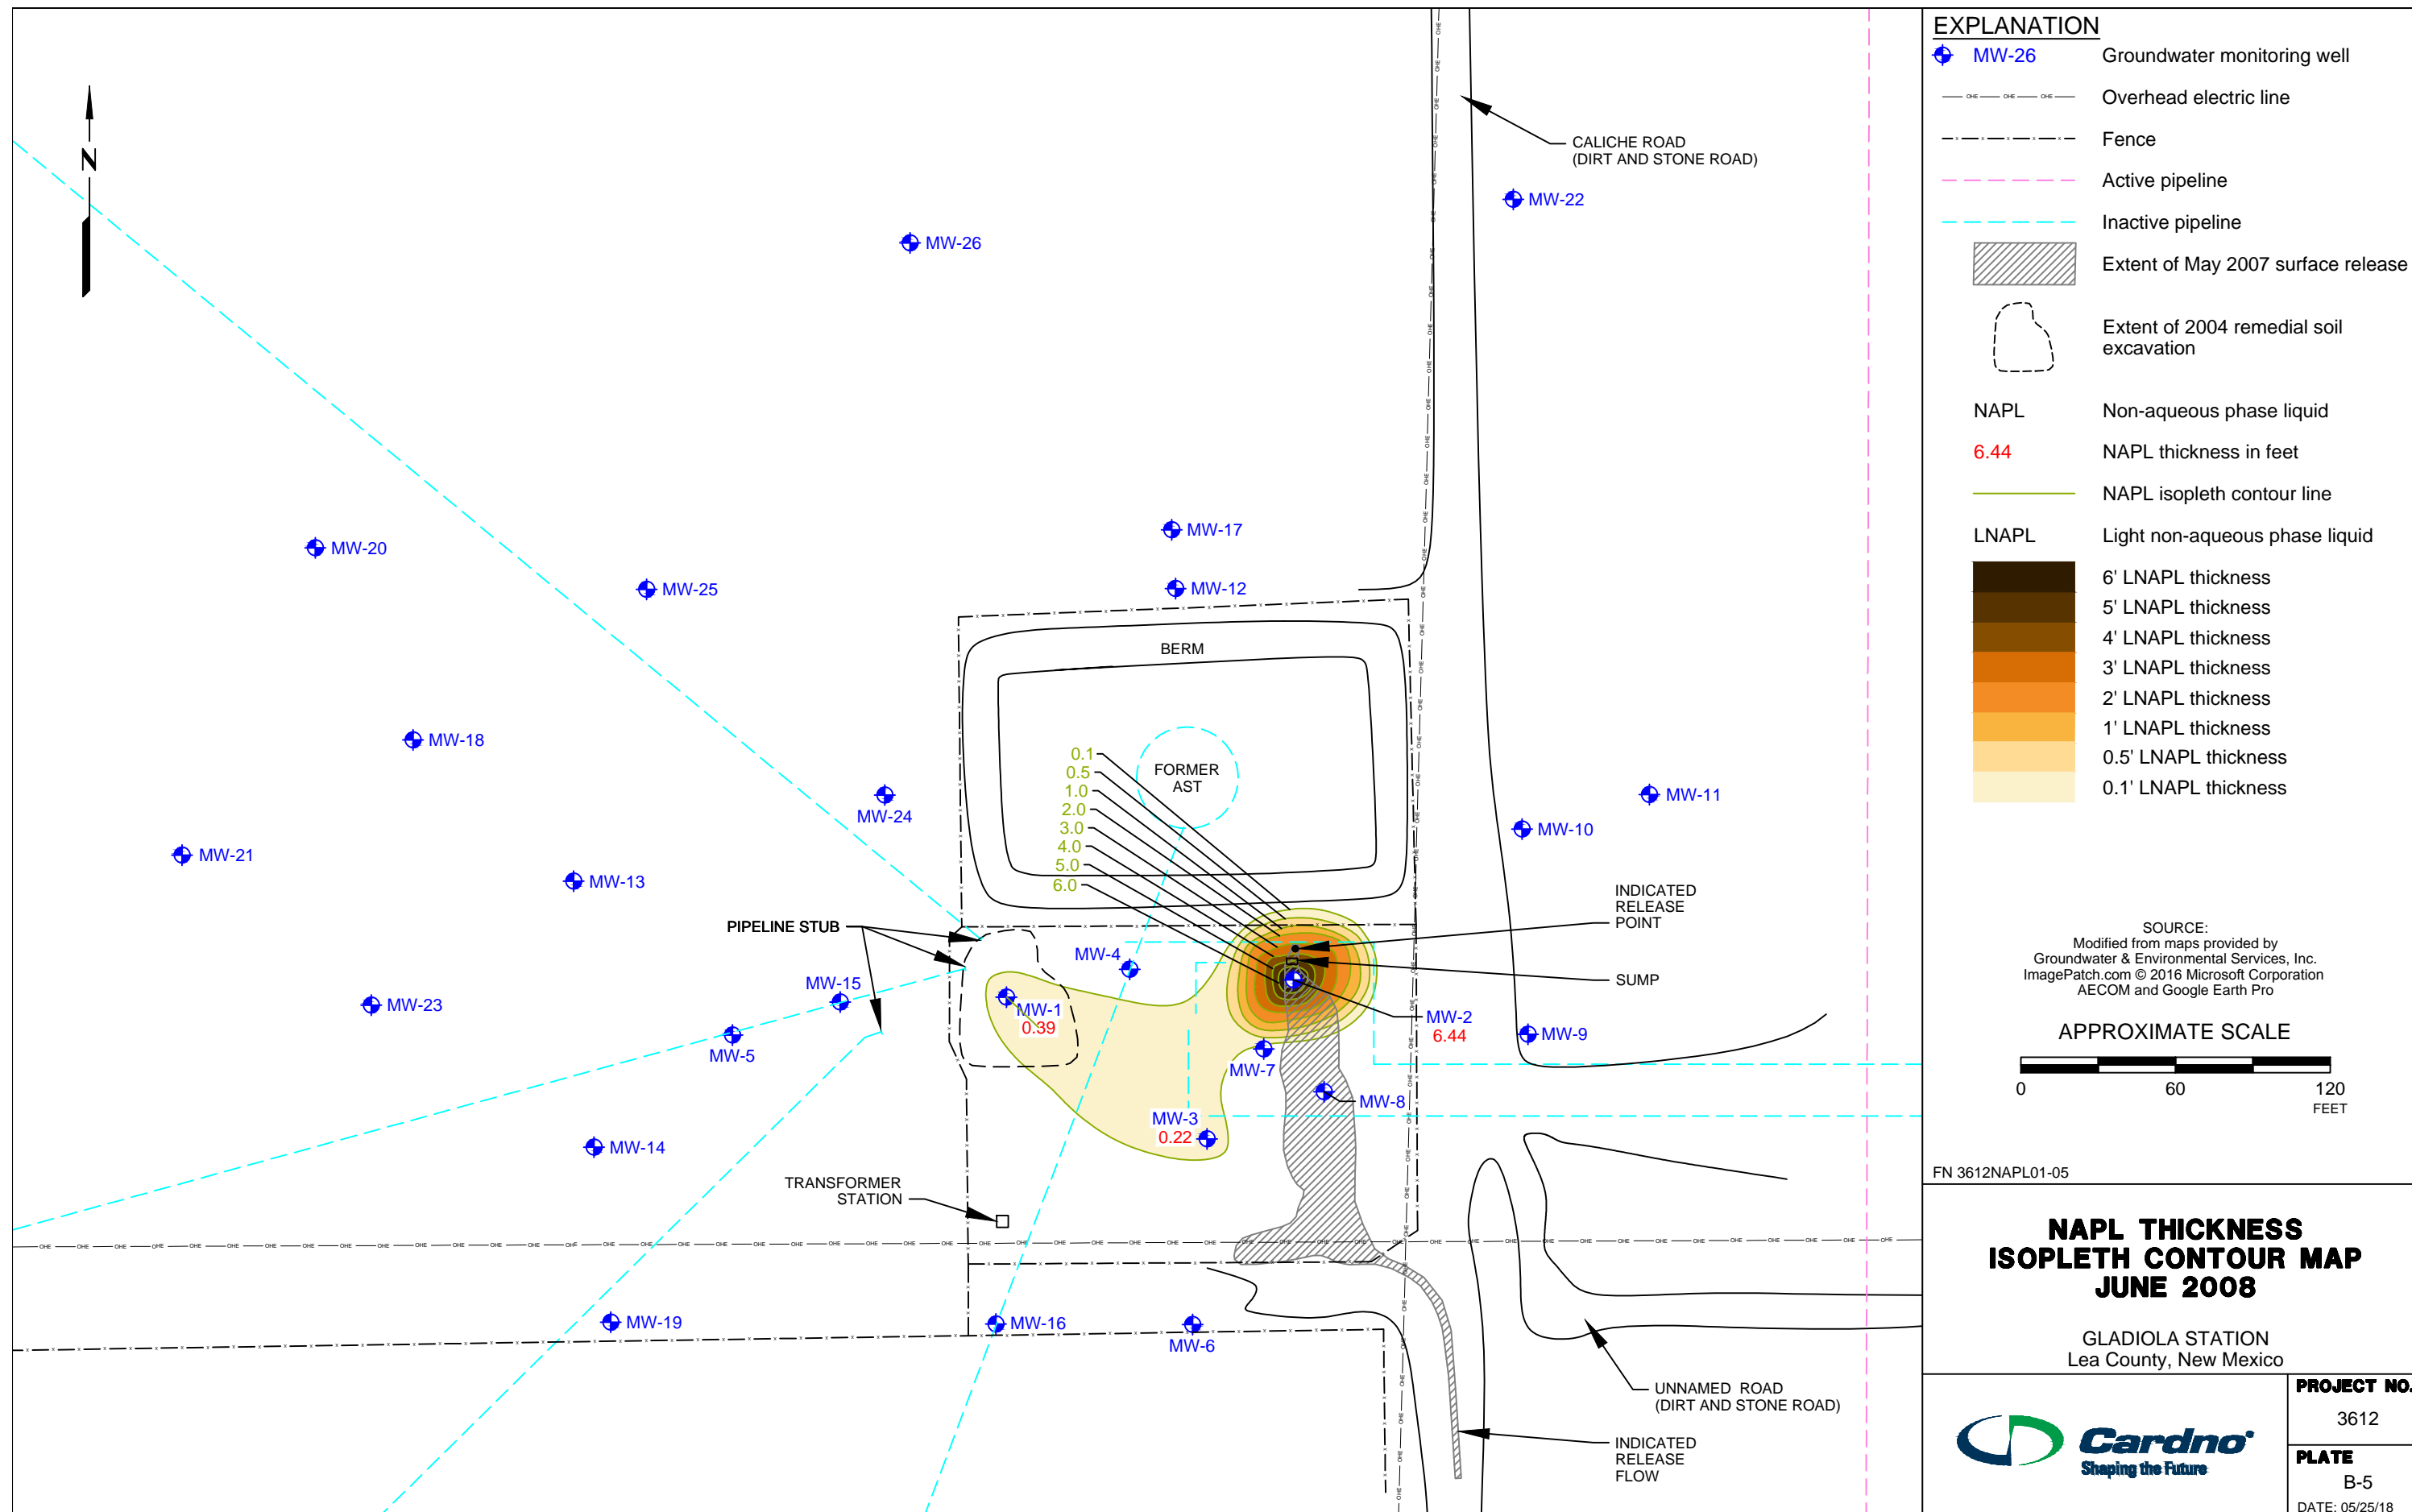 N
CALICHE ROAD
(DIRT AND STONE ROAD)
MW-22
MW-26
MW-17
MW-20
MW-25
MW-12
BERM
MW-18
0.1
0.5
1.0
2.0
3.0
4.0
5.0
6.0
FORMER
AST
MW-24
MW-11
MW-10
MW-21
MW-13
INDICATED
RELEASE
POINT
PIPELINE STUB
MW-4
SUMP
MW-15
MW-23
MW-1
0.39
MW-2
6.44
MW-9
MW-5
MW-7
MW-8
MW-3
0.22
MW-14
TRANSFORMER
STATION
OHE
MW-19
MW-16
MW-6
UNNAMED ROAD
(DIRT AND STONE ROAD)
INDICATED
RELEASE
FLOW
EXPLANATION
MW-26 Groundwater monitoring well
OHE OHE OHE Overhead electric line
Fence
Active pipeline
Inactive pipeline
Extent of May 2007 surface release
Extent of 2004 remedial soil
excavation
NAPL Non-aqueous phase liquid
6.44 NAPL thickness in feet
NAPL isopleth contour line
LNAPL Light non-aqueous phase liquid
6' LNAPL thickness
5' LNAPL thickness
4' LNAPL thickness
3' LNAPL thickness
2' LNAPL thickness
1' LNAPL thickness
0.5' LNAPL thickness
0.1' LNAPL thickness
SOURCE:
Modified from maps provided by
Groundwater & Environmental Services, Inc.
ImagePatch.com © 2016 Microsoft Corporation
AECOM and Google Earth Pro
APPROXIMATE SCALE
0 60 120
FEET
FN 3612NAPL01-05
NAPL THICKNESS
ISOPLETH CONTOUR MAP
JUNE 2008
GLADIOLA STATION
Lea County, New Mexico
Cardno
Shaping the Future
PROJECT NO.
3612
PLATE
B-5
DATE: 05/25/18